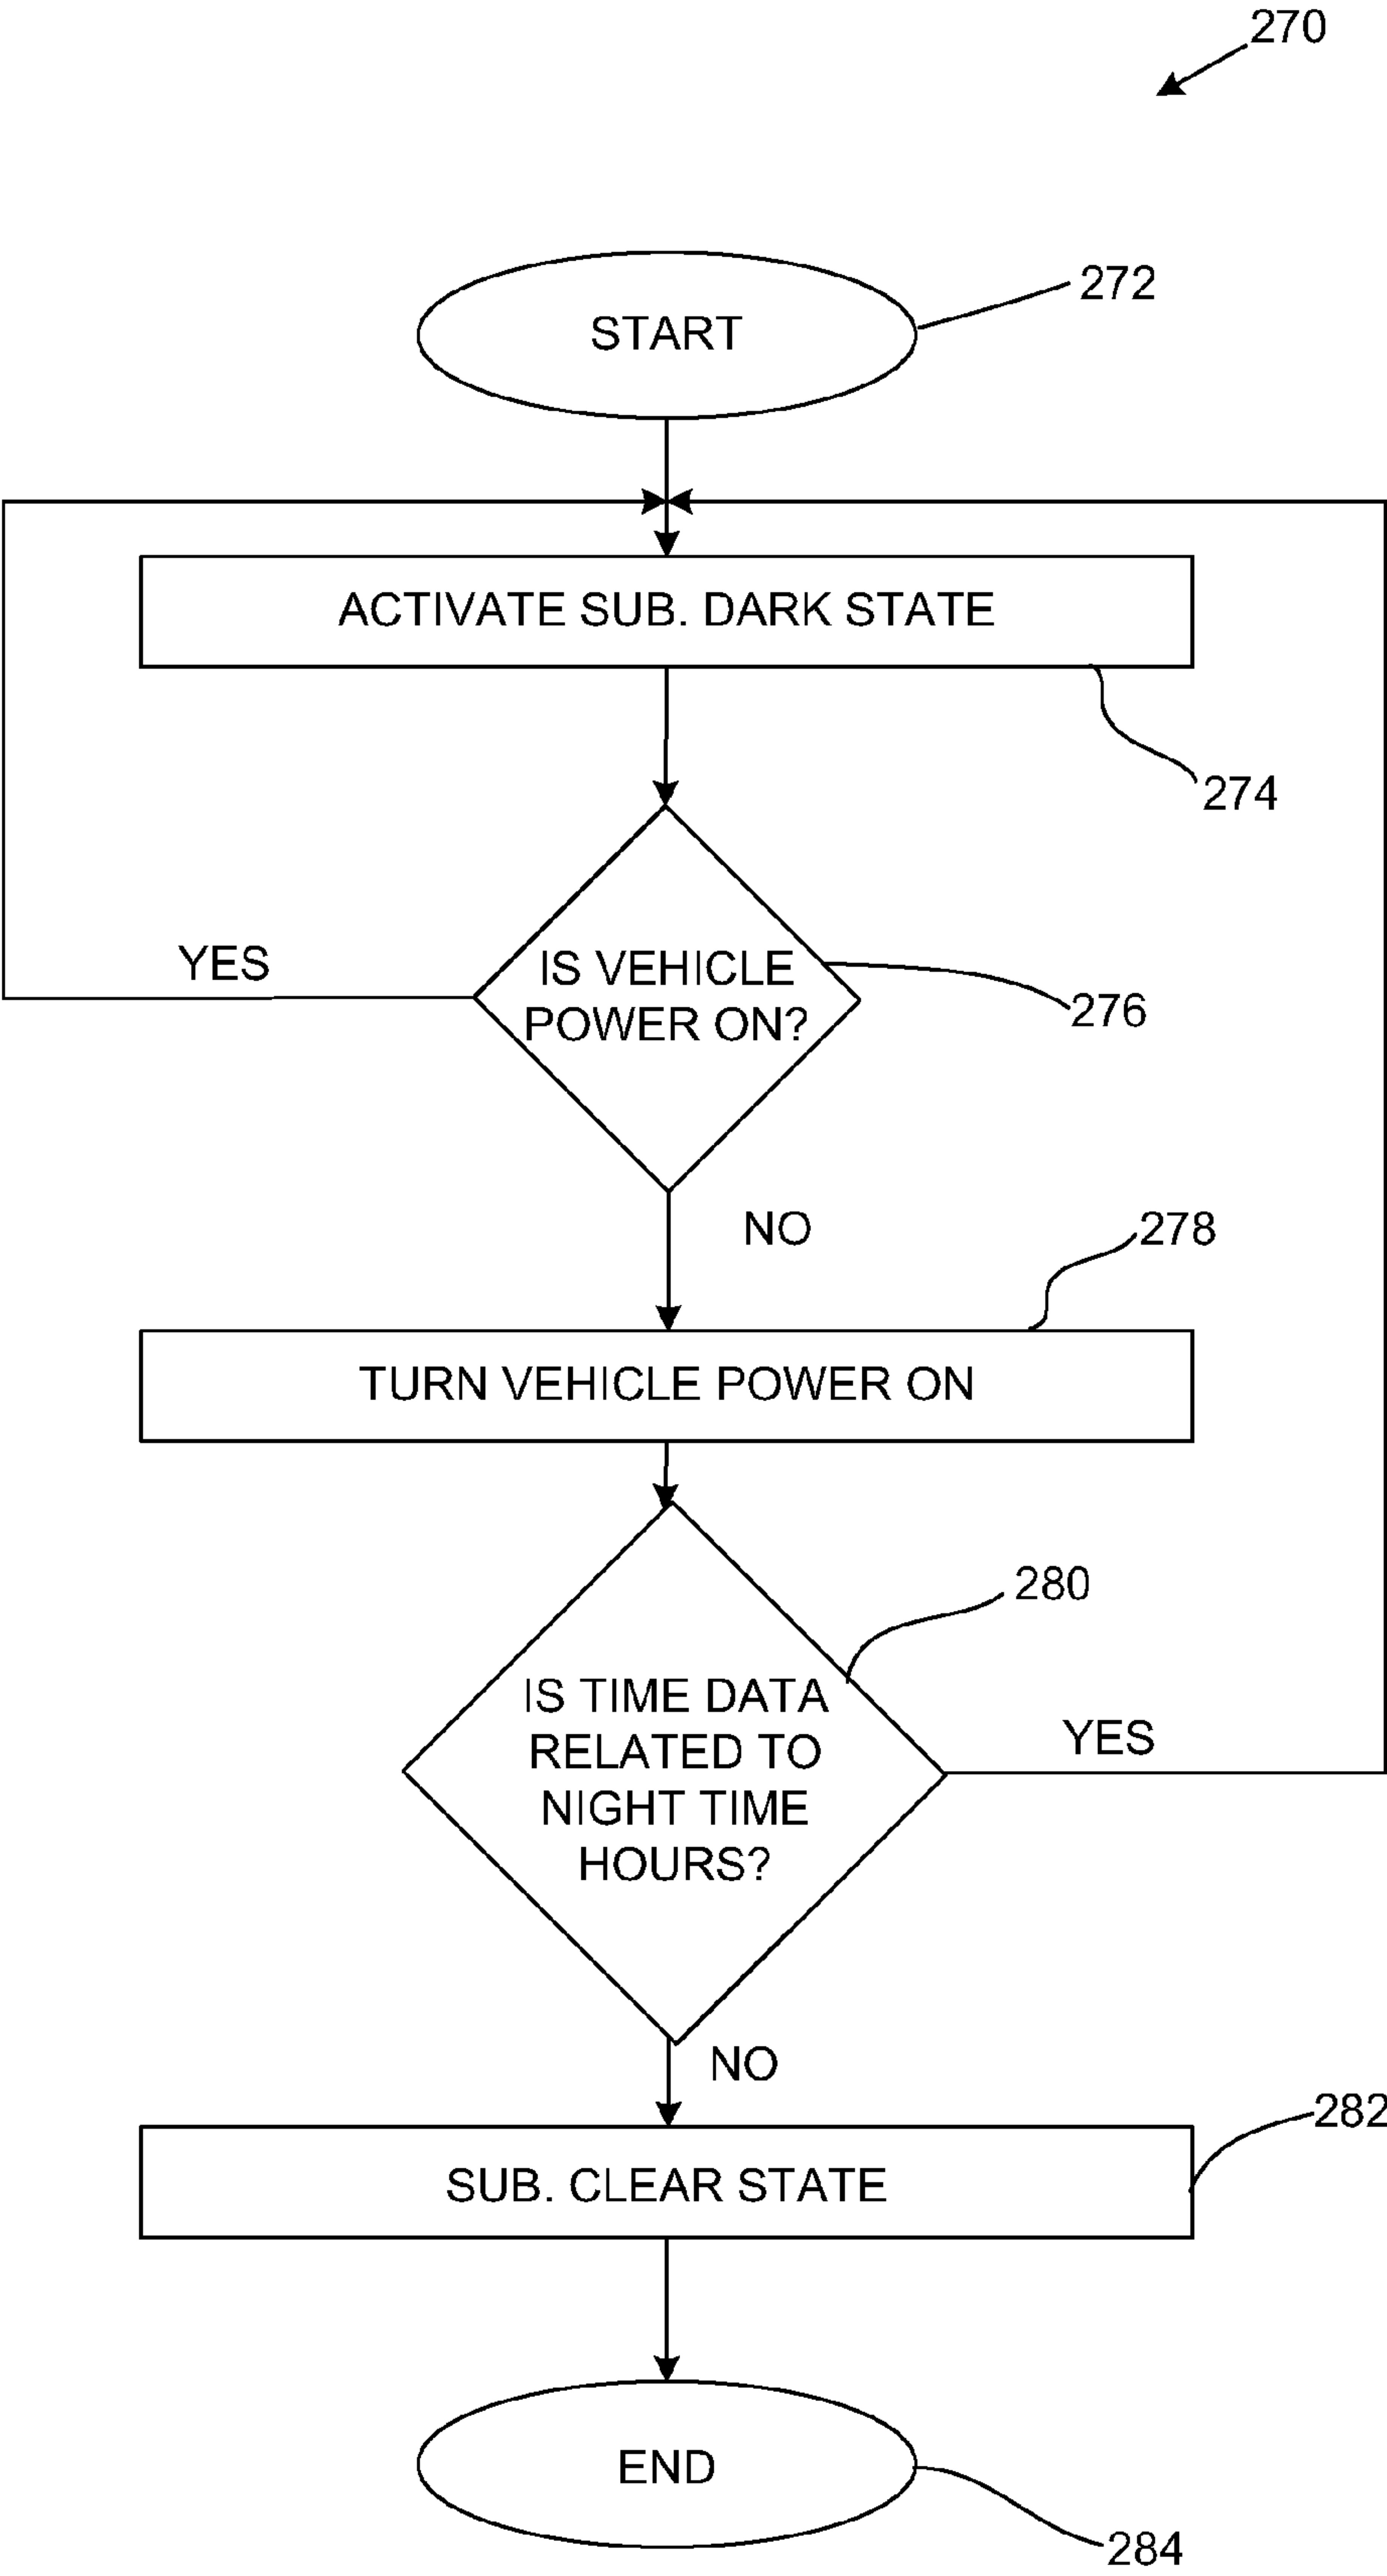 270
START
272
ACTIVATE SUB. DARK STATE
274
YES
IS VEHICLE
POWER ON?
276
NO
278
TURN VEHICLE POWER ON
280
IS TIME DATA
RELATED TO
NIGHT TIME
HOURS?
YES
NO
282
SUB. CLEAR STATE
END
284